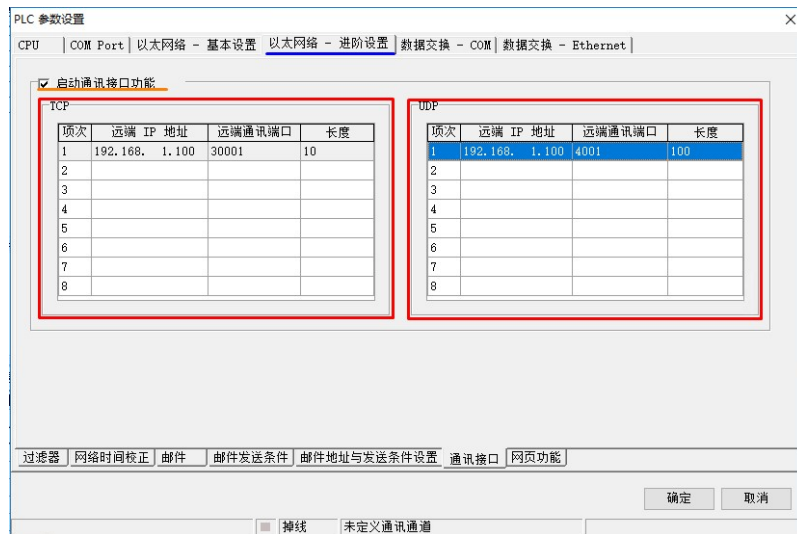 PLC 参数设置
CPU COM Port 以太网络 - 基本设置 以太网络 - 进阶设置 数据交换 - COM 数据交换 - Ethernet
启动通讯接口功能
TCP
项次 远端 IP 地址 远端通讯端口 长度
1 192.168. 1.100 30001 10
2
3
4
5
6
7
8
UDP
项次 远端 IP 地址 远端通讯端口 长度
1 192.168. 1.100 4001 100
2
3
4
5
6
7
8
过滤器 网络时间校正 邮件 邮件发送条件 邮件地址与发送条件设置 通讯接口 网页功能
确定 取消
掉线 未定义通讯通道